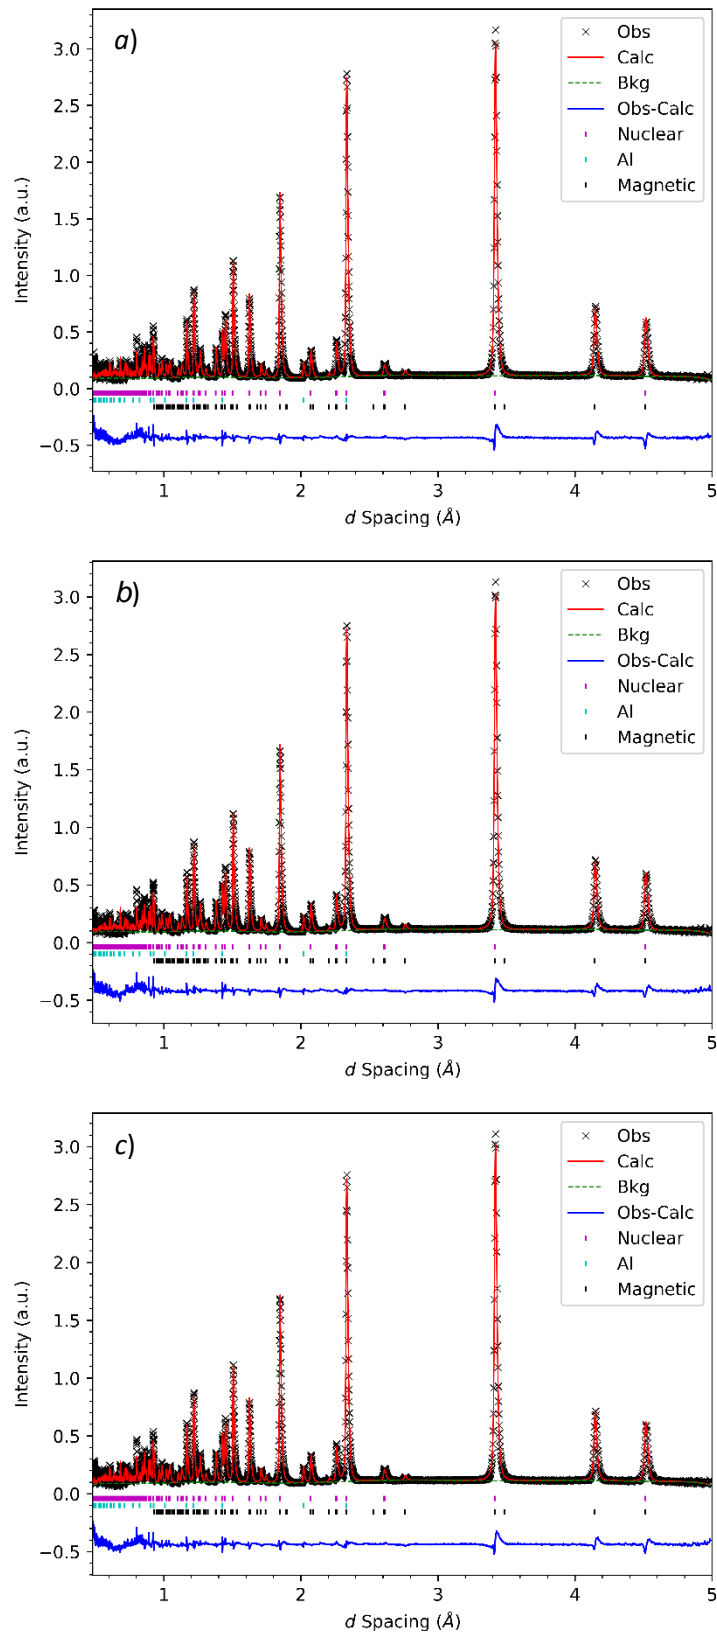 a)
Obs
Calc
Bkg
Obs-Calc
Nuclear
Al
Magnetic
Intensity (a.u.)
3.0
2.5
2.0
1.5
1.0
0.5
0.0
−0.5
1 2 3 4 5
d Spacing (Å)
b)
Obs
Calc
Bkg
Obs-Calc
Nuclear
Al
Magnetic
Intensity (a.u.)
3.0
2.5
2.0
1.5
1.0
0.5
0.0
−0.5
1 2 3 4 5
d Spacing (Å)
c)
Obs
Calc
Bkg
Obs-Calc
Nuclear
Al
Magnetic
Intensity (a.u.)
3.0
2.5
2.0
1.5
1.0
0.5
0.0
−0.5
1 2 3 4 5
d Spacing (Å)